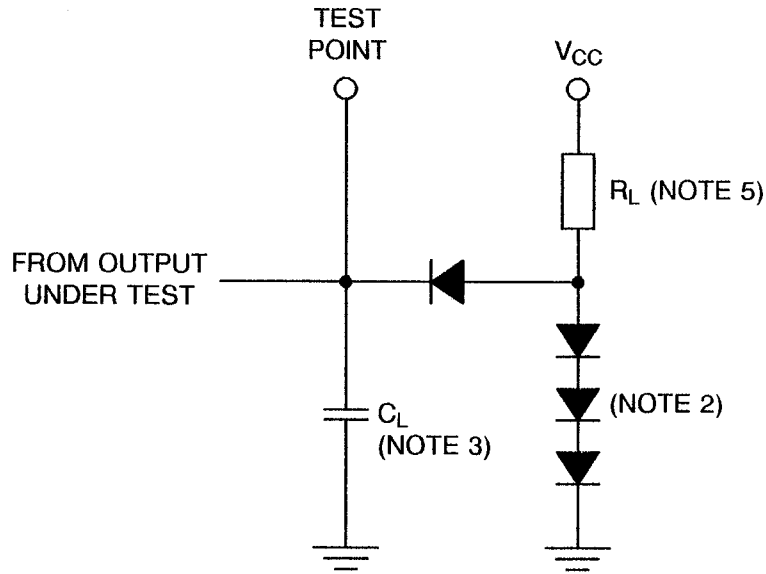 TEST
POINT
VCC
RL (NOTE 5)
FROM OUTPUT
UNDER TEST
(NOTE 2)
CL
(NOTE 3)